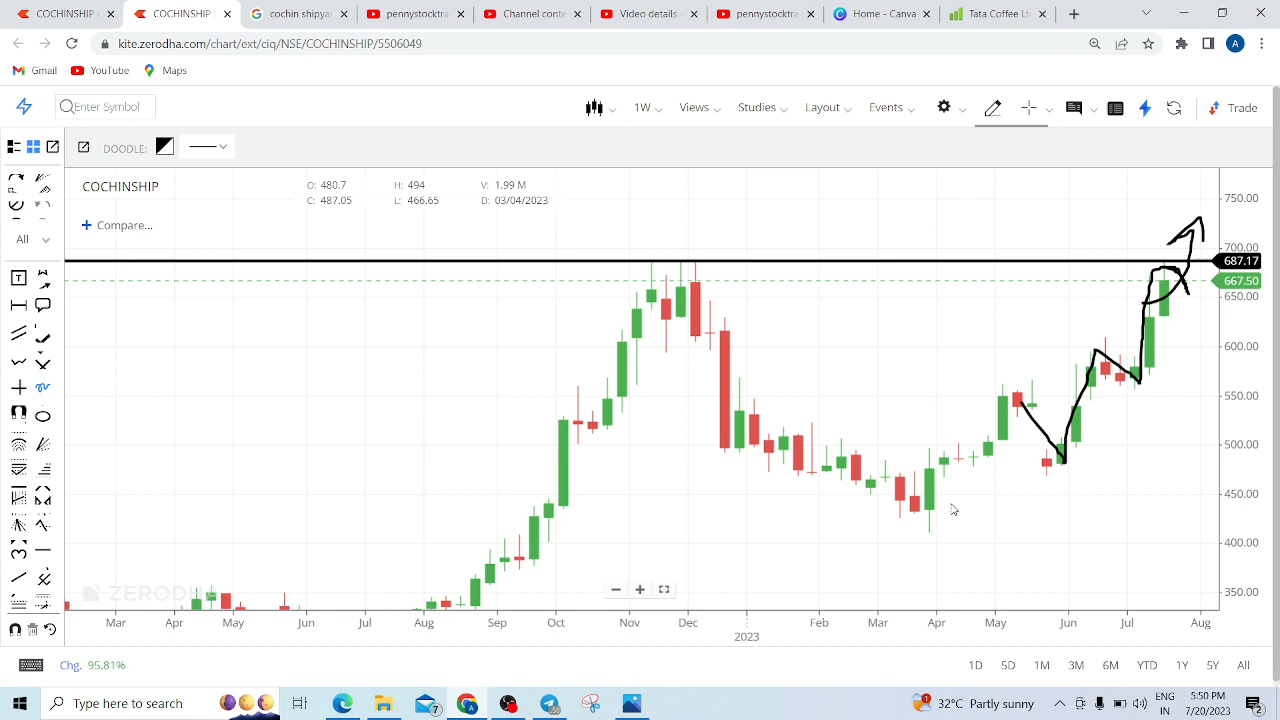 COCHINSHIP
COCHINSHIP
cochinshipyar
pennystocktra
Channel conte
Video details -
pennystocktra
Home - Canva
Tata Coffee Lt
kite.zerodha.com/chart/ext/ciq/NSE/COCHINSHIP/5506049
A
Gmail YouTube Maps
Enter Symbol
1W Views Studies Layout Events Trade
DOODLE:
COCHINSHIP
O: 480.7 H: 494 V: 1.99 M
C: 487.05 L: 466.65 D: 03/04/2023
+ Compare...
All
750.00
700.00
687.17
667.50
650.00
600.00
550.00
500.00
450.00
400.00
350.00
ZERODHA
Mar Apr May Jun Jul Aug Sep Oct Nov Dec 2023 Feb Mar Apr May Jun Jul Aug
Chg. 95.81%
1D 5D 1M 3M 6M YTD 1Y 5Y All
Type here to search
32°C Partly sunny
ENG
IN
5:50 PM
7/20/2023